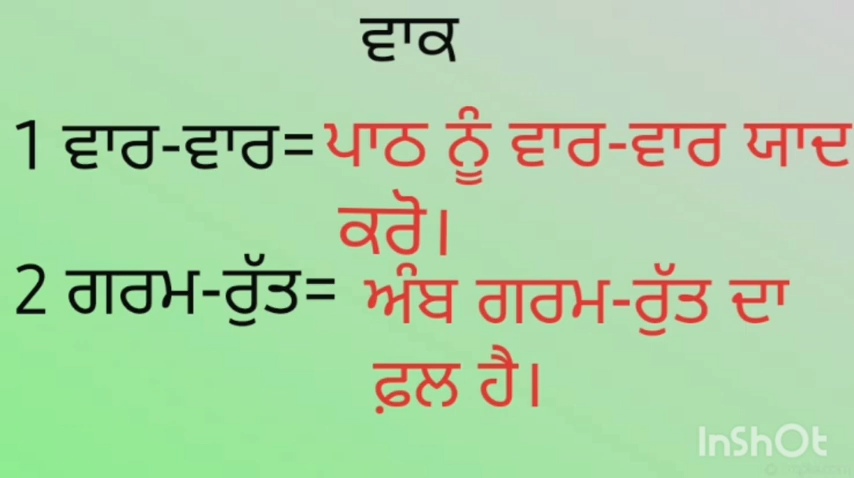 ਵਾਕ
1 ਵਾਰ-ਵਾਰ= ਪਾਠ ਨੂੰ ਵਾਰ-ਵਾਰ ਯਾਦ
ਕਰੋ।
2 ਗਰਮ-ਰੁੱਤ= ਅੰਬ ਗਰਮ-ਰੁੱਤ ਦਾ
ਫ਼ਲ ਹੈ।
InShOt